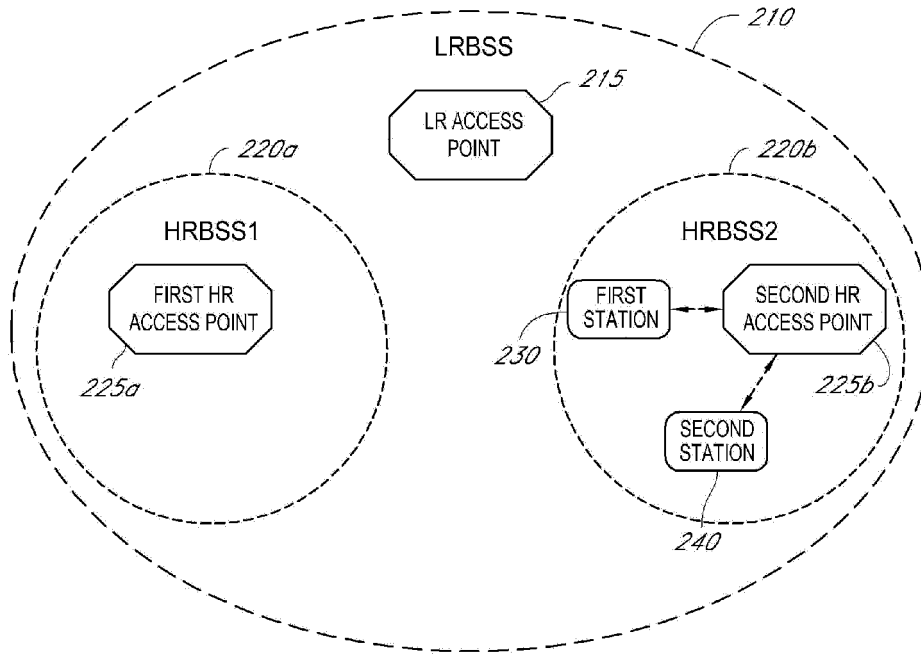 210
LRBSS
215
LR ACCESS
POINT
220a
220b
HRBSS1
HRBSS2
FIRST HR
ACCESS POINT
FIRST
STATION
SECOND HR
ACCESS POINT
230
225a
225b
SECOND
STATION
240